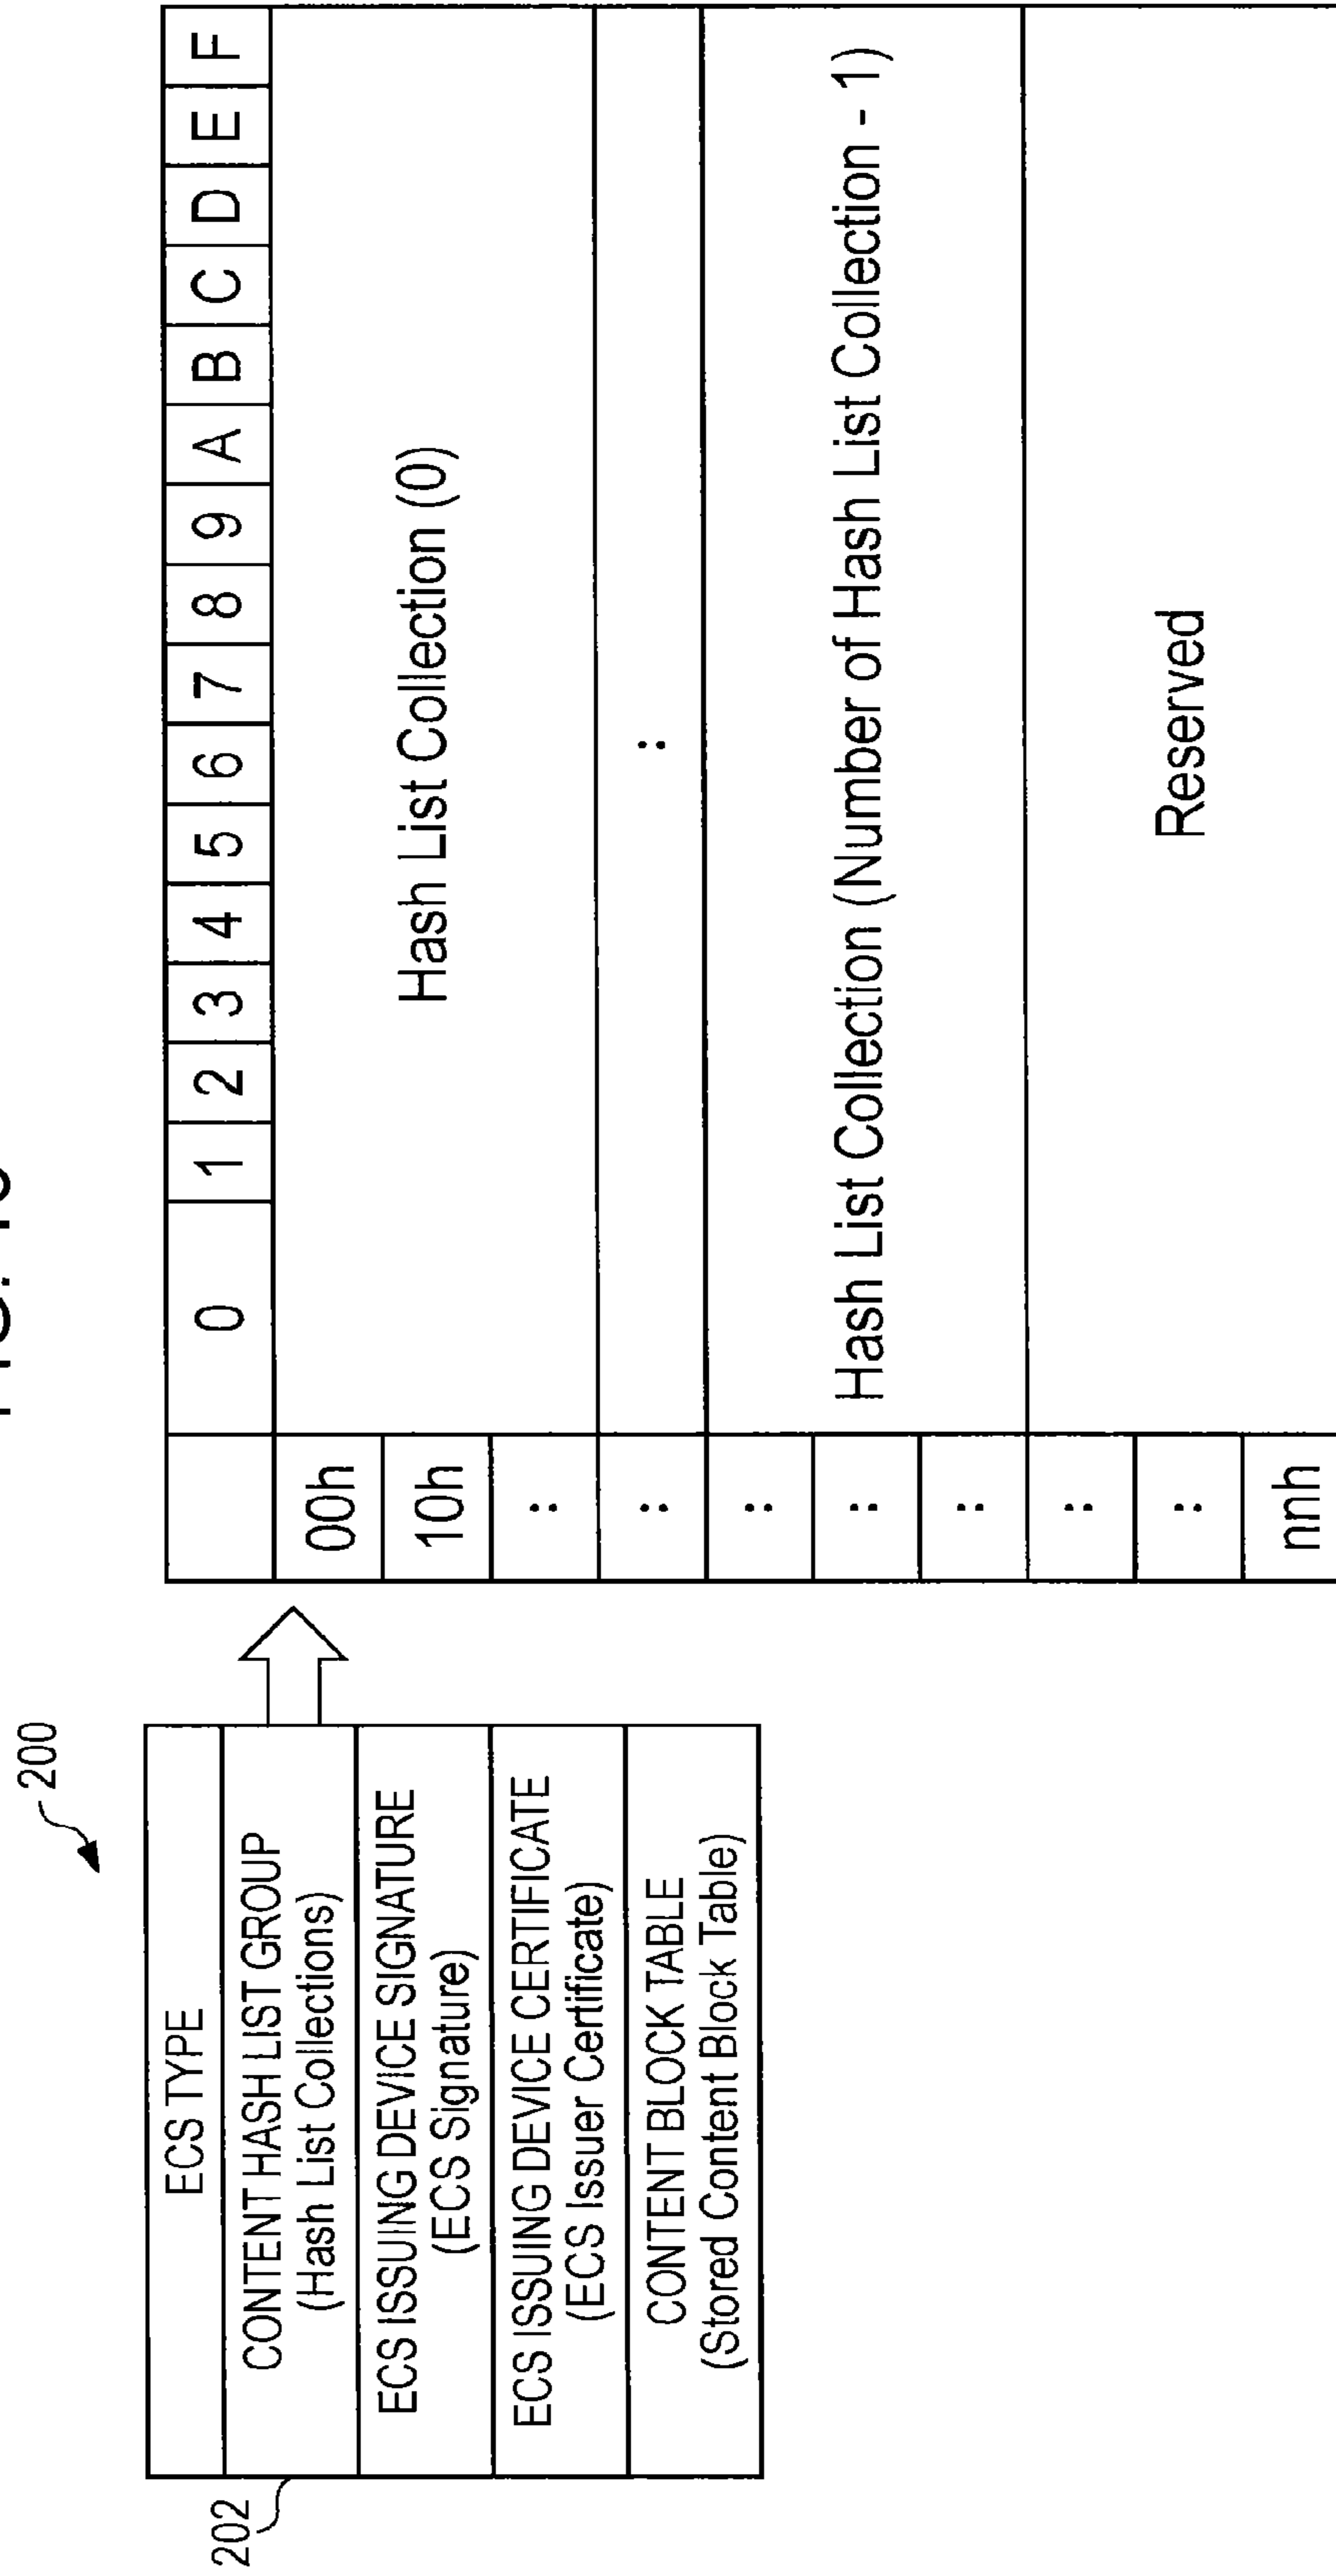 FIG.
200
202
ECS TYPE
CONTENT HASH LIST GROUP
(Hash List Collections)
ECS ISSUING DEVICE SIGNATURE
(ECS Signature)
ECS ISSUING DEVICE CERTIFICATE
(ECS Issuer Certificate)
CONTENT BLOCK TABLE
(Stored Content Block Table)
0 1 2 3 4 5 6 7 8 9 A B C D E F
00h
10h
:
:
:
:
:
:
:
nnh
Hash List Collection (0)
:
Hash List Collection (Number of Hash List Collection - 1)
Reserved